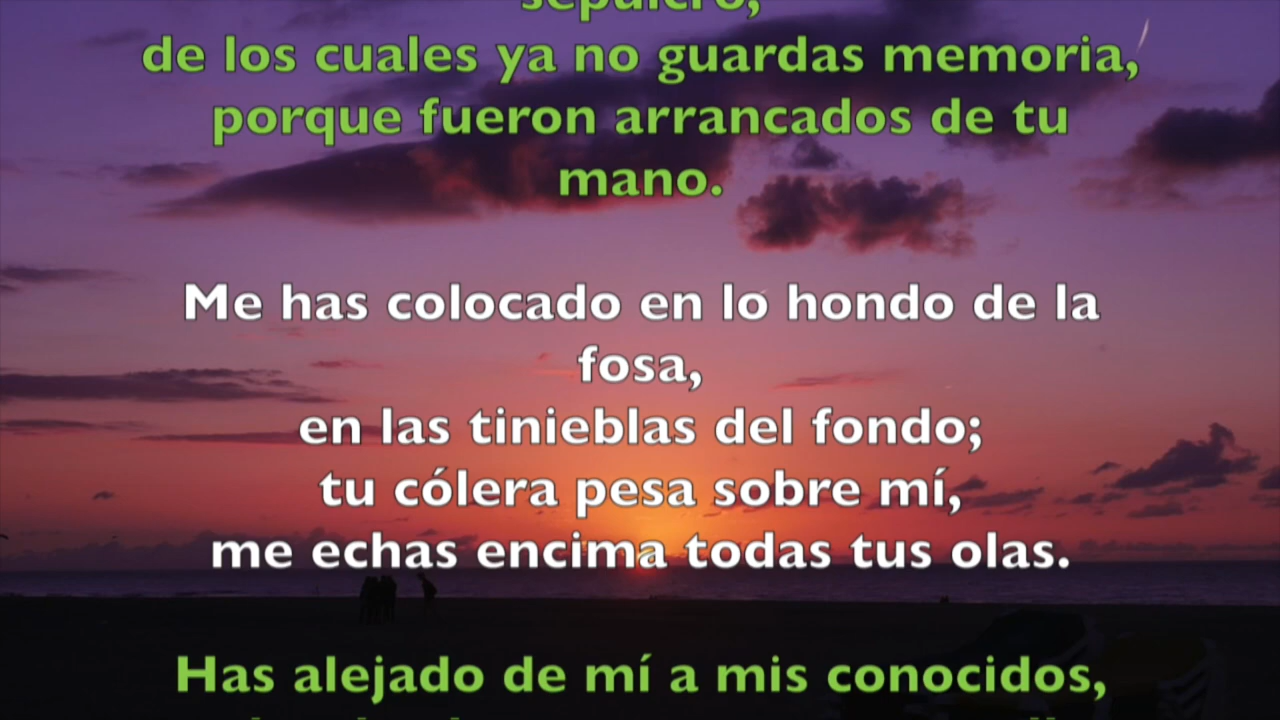 sepulcro,
de los cuales ya no guardas memoria,
porque fueron arrancados de tu
mano.
Me has colocado en lo hondo de la
fosa,
en las tinieblas del fondo;
tu cólera pesa sobre mí,
me echas encima todas tus olas.
Has alejado de mí a mis conocidos,